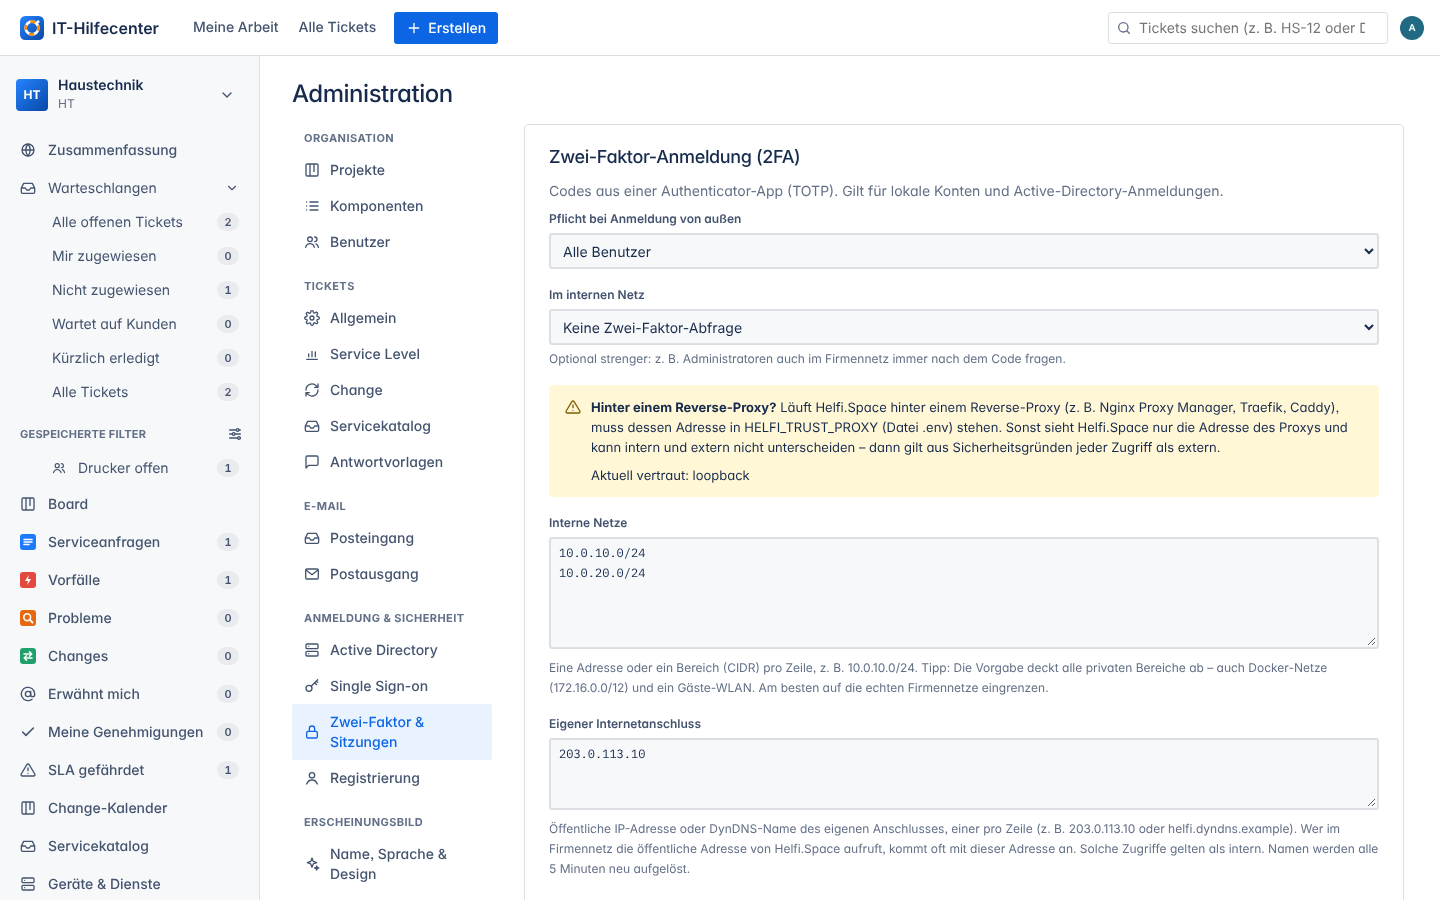 IT-Hilfecenter
Meine Arbeit
Alle Tickets
Erstellen
Tickets suchen (z. B. HS-12 oder D
A
HT
Haustechnik
HT
Zusammenfassung
Warteschlangen
Alle offenen Tickets 2
Mir zugewiesen 0
Nicht zugewiesen 1
Wartet auf Kunden 0
Kürzlich erledigt 0
Alle Tickets 2
GESPEICHERTE FILTER
Drucker offen 1
Board
Serviceanfragen 1
Vorfälle 1
Probleme 0
Changes 0
Erwähnt mich 0
Meine Genehmigungen 0
SLA gefährdet 1
Change-Kalender
Servicekatalog
Geräte & Dienste
Administration
ORGANISATION
Projekte
Komponenten
Benutzer
TICKETS
Allgemein
Service Level
Change
Servicekatalog
Antwortvorlagen
E-MAIL
Posteingang
Postausgang
ANMELDUNG & SICHERHEIT
Active Directory
Single Sign-on
Zwei-Faktor &
Sitzungen
Registrierung
ERSCHEINUNGSBILD
Name, Sprache &
Design
Zwei-Faktor-Anmeldung (2FA)
Codes aus einer Authenticator-App (TOTP). Gilt für lokale Konten und Active-Directory-Anmeldungen.
Pflicht bei Anmeldung von außen
Alle Benutzer
Im internen Netz
Keine Zwei-Faktor-Abfrage
Optional strenger: z. B. Administratoren auch im Firmennetz immer nach dem Code fragen.
Hinter einem Reverse-Proxy? Läuft Helfi.Space hinter einem Reverse-Proxy (z. B. Nginx Proxy Manager, Traefik, Caddy),
muss dessen Adresse in HELFI_TRUST_PROXY (Datei .env) stehen. Sonst sieht Helfi.Space nur die Adresse des Proxys und
kann intern und extern nicht unterscheiden – dann gilt aus Sicherheitsgründen jeder Zugriff als extern.
Aktuell vertraut: loopback
Interne Netze
10.0.10.0/24
10.0.20.0/24
Eine Adresse oder ein Bereich (CIDR) pro Zeile, z. B. 10.0.10.0/24. Tipp: Die Vorgabe deckt alle privaten Bereiche ab – auch Docker-Netze
(172.16.0.0/12) und ein Gäste-WLAN. Am besten auf die echten Firmennetze eingrenzen.
Eigener Internetanschluss
203.0.113.10
Öffentliche IP-Adresse oder DynDNS-Name des eigenen Anschlusses, einer pro Zeile (z. B. 203.0.113.10 oder helfi.dyndns.example). Wer im
Firmennetz die öffentliche Adresse von Helfi.Space aufruft, kommt oft mit dieser Adresse an. Solche Zugriffe gelten als intern. Namen werden alle
5 Minuten neu aufgelöst.